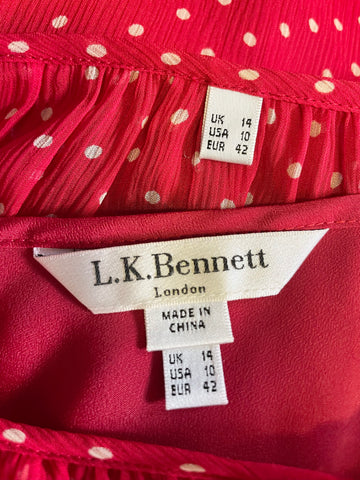 UK 14
USA 10
EUR 42
L.K.Bennett
London
MADE IN
CHINA
UK 14
USA 10
EUR 42